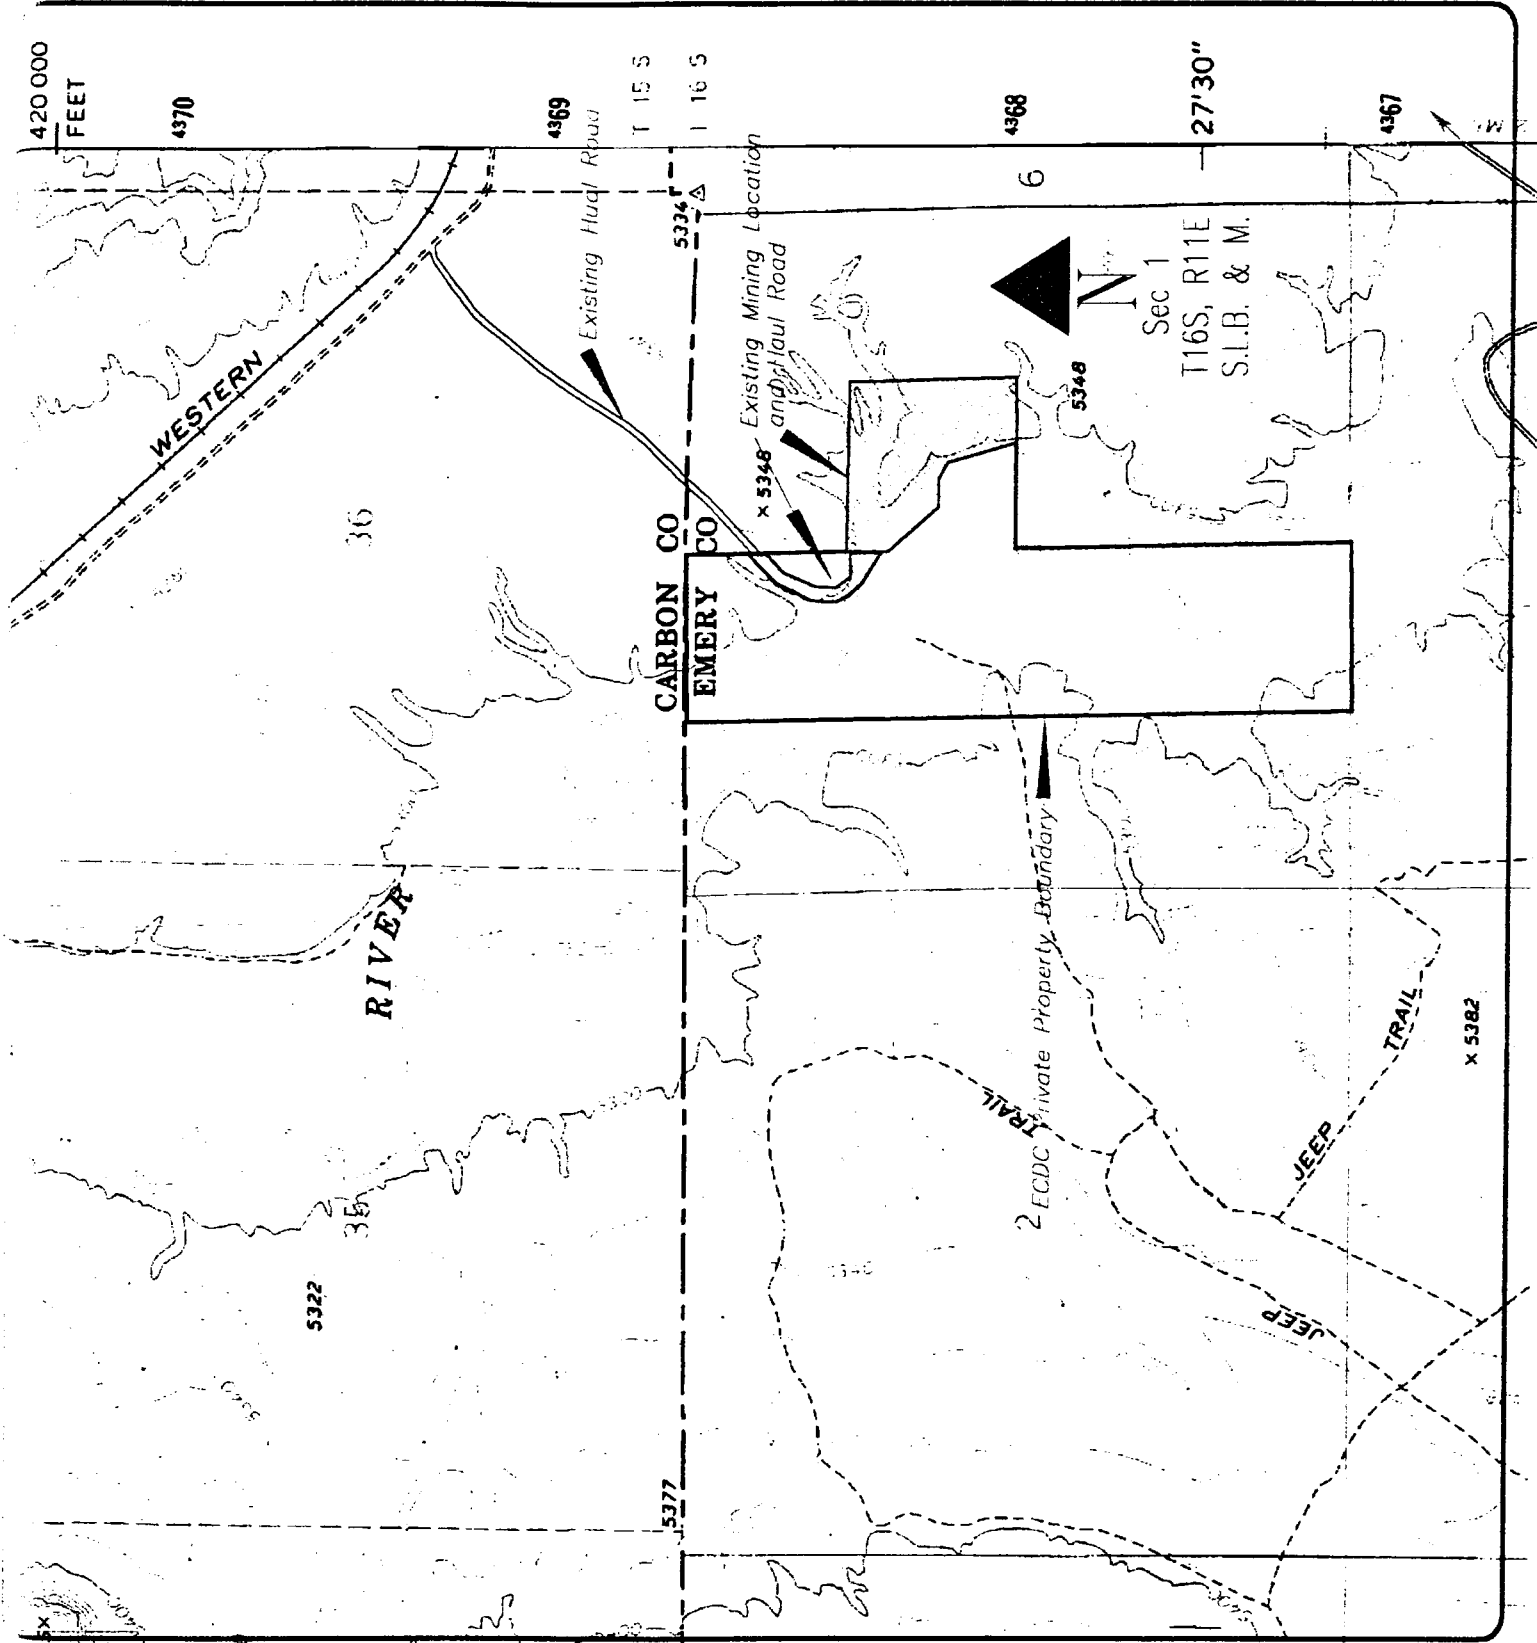 420 000
FEET
4370
4369
T 15 S
16 S
4368
27'30"
4367
Existing Haul Road
5334
6
Existing Mining Location
and Haul Road
N
Sec 1
T16S, R11E
S.L.B. & M.
WESTERN
5348
x 5348
36
CARBON CO
EMERY CO
RIVER
ECDC Private Property Boundary
2
TRAIL
JEEP
TRAIL
x 5382
35
5322
JEEP
5377